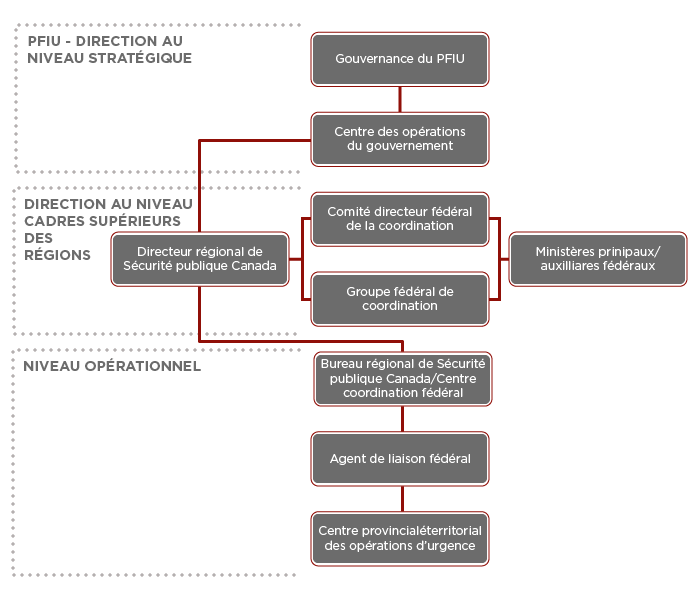 PFIU - DIRECTION AU
NIVEAU STRATÉGIQUE
Gouvernance du PFIU
Centre des opérations
du gouvernement
DIRECTION AU NIVEAU
CADRES SUPÉRIEURS
DES
RÉGIONS
Comité directeur fédéral
de la coordination
Directeur régional de
Sécurité publique Canada
Ministères prinipaux/
auxilliares fédéraux
Groupe fédéral de
coordination
NIVEAU OPÉRATIONNEL
Bureau régional de Sécurité
publique Canada/Centre
coordination fédéral
Agent de liaison fédéral
Centre provincialéterritorial
des opérations d'urgence